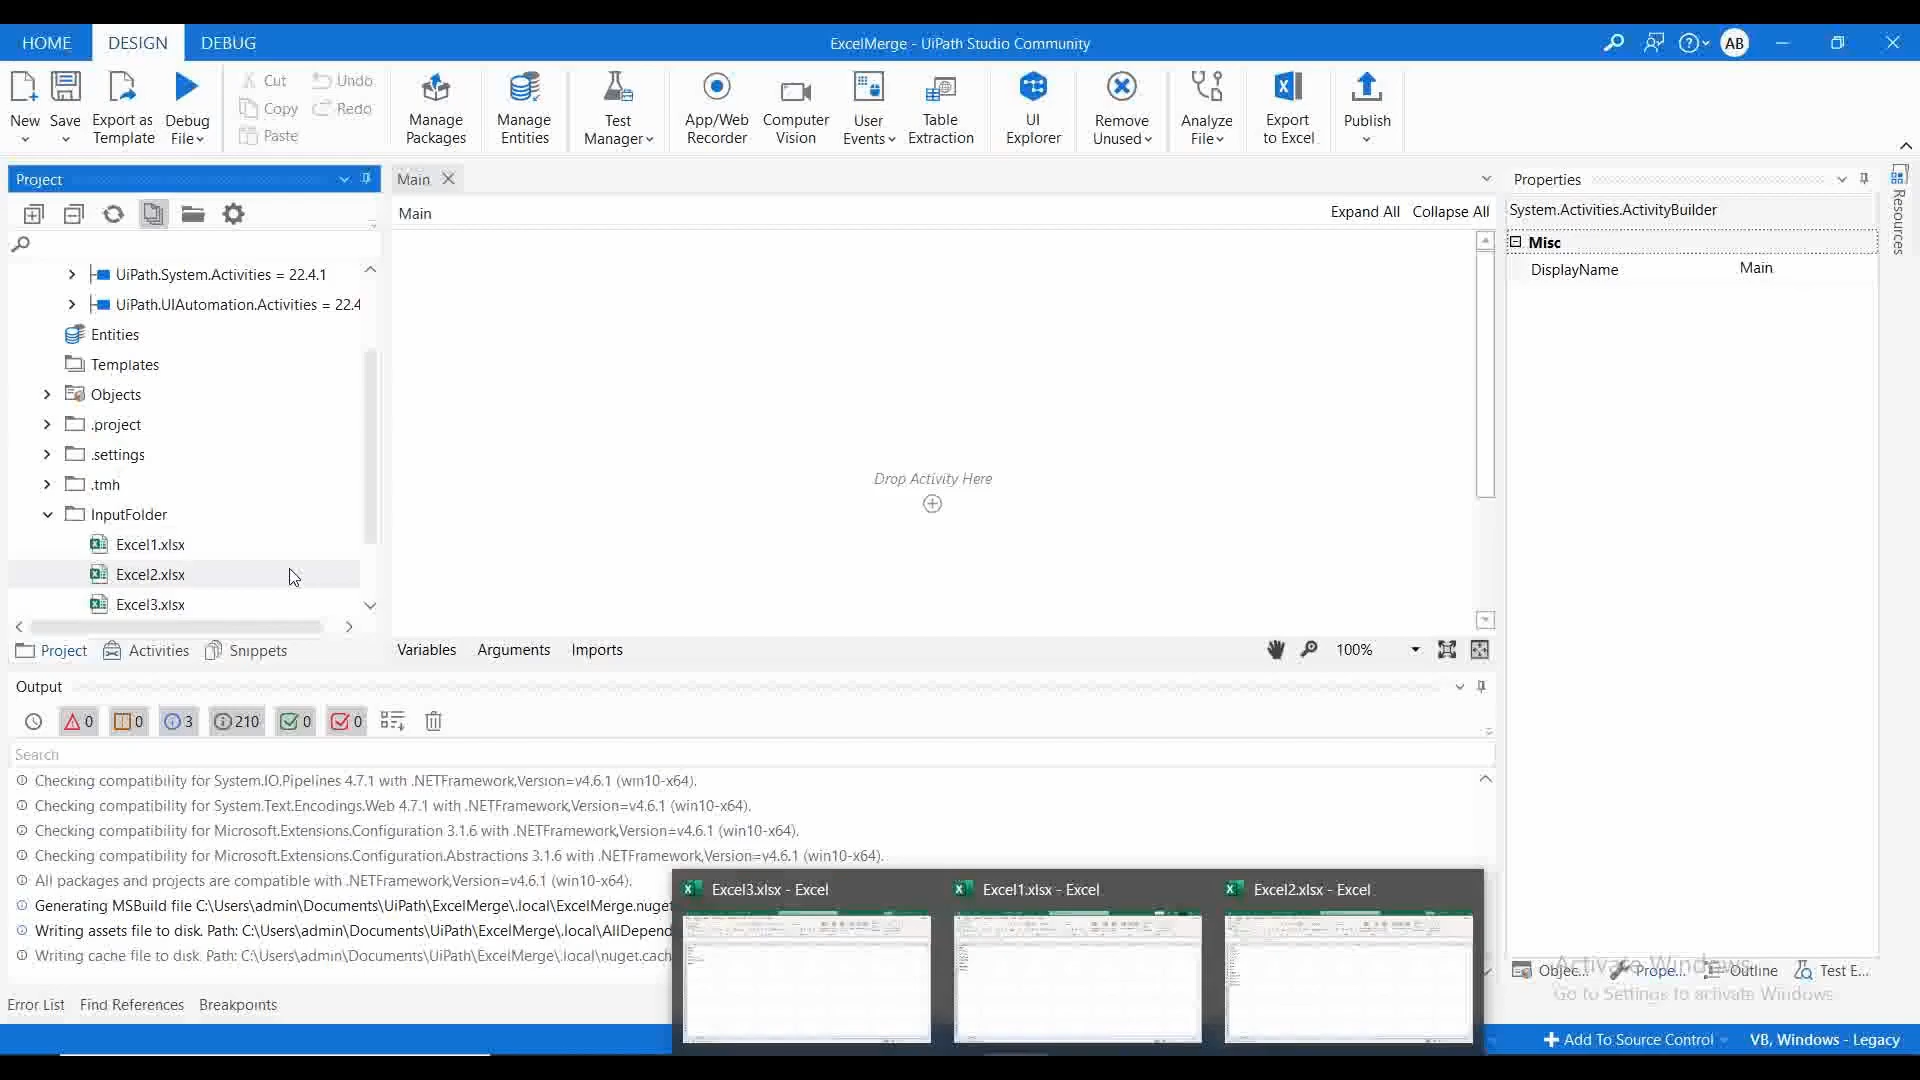 HOME DESIGN DEBUG ExcelMerge - UiPath Studio Community AB
New Save Export as Template Debug File Cut Copy Paste Undo Redo
Manage Packages Manage Entities Test Manager App/Web Recorder Computer Vision User Events Table Extraction UI Explorer Remove Unused Analyze File Export to Excel Publish
Project Main Properties
Main Expand All Collapse All System.Activities.ActivityBuilder Resources
Misc
DisplayName Main
UiPath.System.Activities = 22.4.1
UiPath.UIAutomation.Activities = 22.4
Entities
Templates
Objects
.project
.settings
.tmh
Drop Activity Here
InputFolder
Excel1.xlsx
Excel2.xlsx
Excel3.xlsx
Project Activities Snippets Variables Arguments Imports 100%
Output
0 0 3 210 0 0
Search
Checking compatibility for System.IO.Pipelines 4.7.1 with .NETFramework,Version=v4.6.1 (win10-x64).
Checking compatibility for System.Text.Encodings.Web 4.7.1 with .NETFramework,Version=v4.6.1 (win10-x64).
Checking compatibility for Microsoft.Extensions.Configuration 3.1.6 with .NETFramework,Version=v4.6.1 (win10-x64).
Checking compatibility for Microsoft.Extensions.Configuration.Abstractions 3.1.6 with .NETFramework,Version=v4.6.1 (win10-x64).
All packages and projects are compatible with .NETFramework,Version=v4.6.1 (win10-x64).
Generating MSBuild file C:\Users\admin\Documents\UiPath\ExcelMerge\.local\ExcelMerge.nuget
Writing assets file to disk. Path: C:\Users\admin\Documents\UiPath\ExcelMerge\.local\AllDepend
Writing cache file to disk. Path: C:\Users\admin\Documents\UiPath\ExcelMerge\.local\nuget.cach
Excel3.xlsx - Excel Excel1.xlsx - Excel Excel2.xlsx - Excel
Activate Windows
Go to Settings to activate Windows.
Objec... Prope... Outline Test E...
Error List Find References Breakpoints
Add To Source Control VB, Windows - Legacy